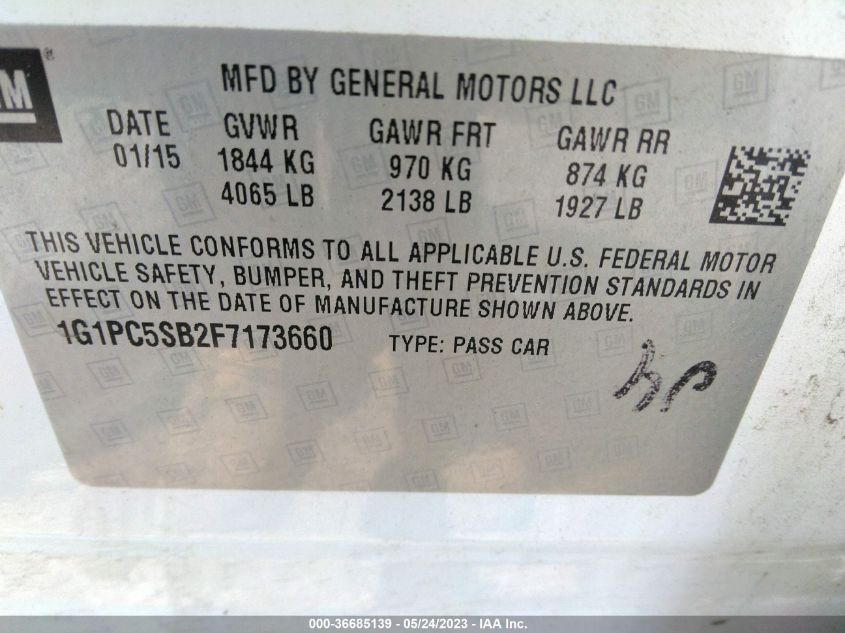 GM®
MFD BY GENERAL MOTORS LLC
DATE GVWR GAWR FRT GAWR RR
01/15 1844 KG 970 KG 874 KG
4065 LB 2138 LB 1927 LB
THIS VEHICLE CONFORMS TO ALL APPLICABLE U.S. FEDERAL MOTOR
VEHICLE SAFETY, BUMPER, AND THEFT PREVENTION STANDARDS IN
EFFECT ON THE DATE OF MANUFACTURE SHOWN ABOVE.
1G1PC5SB2F7173660 TYPE: PASS CAR
000-36685139 - 05/24/2023 - IAA Inc.